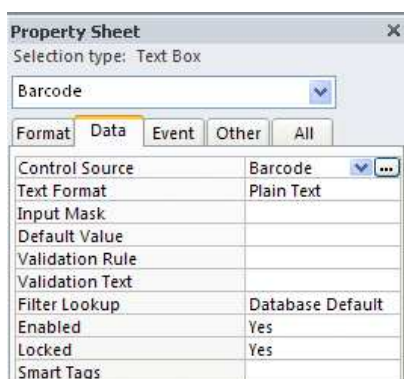 Property Sheet
Selection type: Text Box
Barcode
Format Data Event Other All
Control Source Barcode ...
Text Format Plain Text
Input Mask
Default Value
Validation Rule
Validation Text
Filter Lookup Database Default
Enabled Yes
Locked Yes
Smart Tags